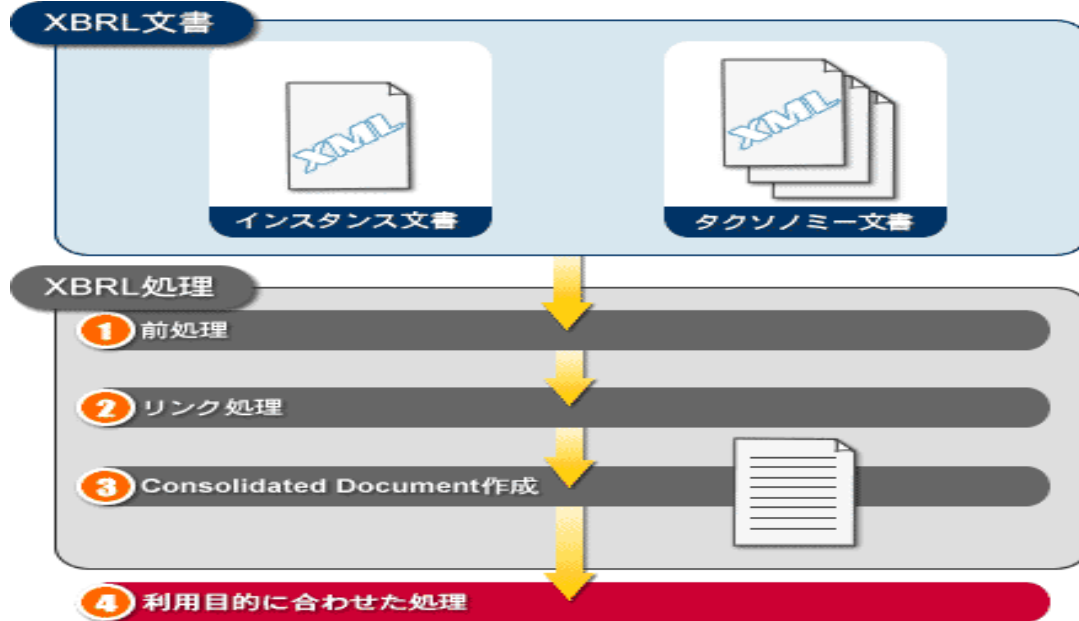 XBRL文書
XML
XML
インスタンス文書
タクソノミー文書
XBRL処理
1 前処理
2 リンク処理
3 Consolidated Document作成
4 利用目的に合わせた処理